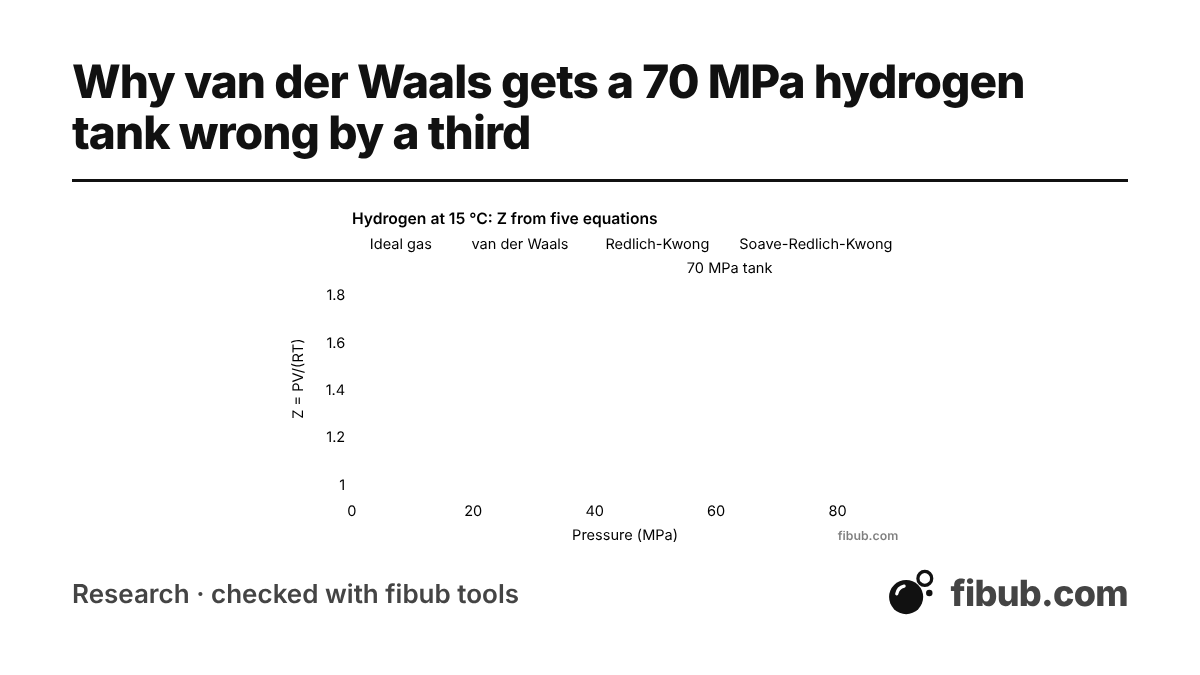 Why van der Waals gets a 70 MPa hydrogen
tank wrong by a third
Hydrogen at 15 °C: Z from five equations
Ideal gas van der Waals Redlich-Kwong Soave-Redlich-Kwong
70 MPa tank
1.8
1.6
1.4
1.2
1
Z = PV/(RT)
0 20 40 60 80
Pressure (MPa)
fibub.com
Research · checked with fibub tools
fibub.com